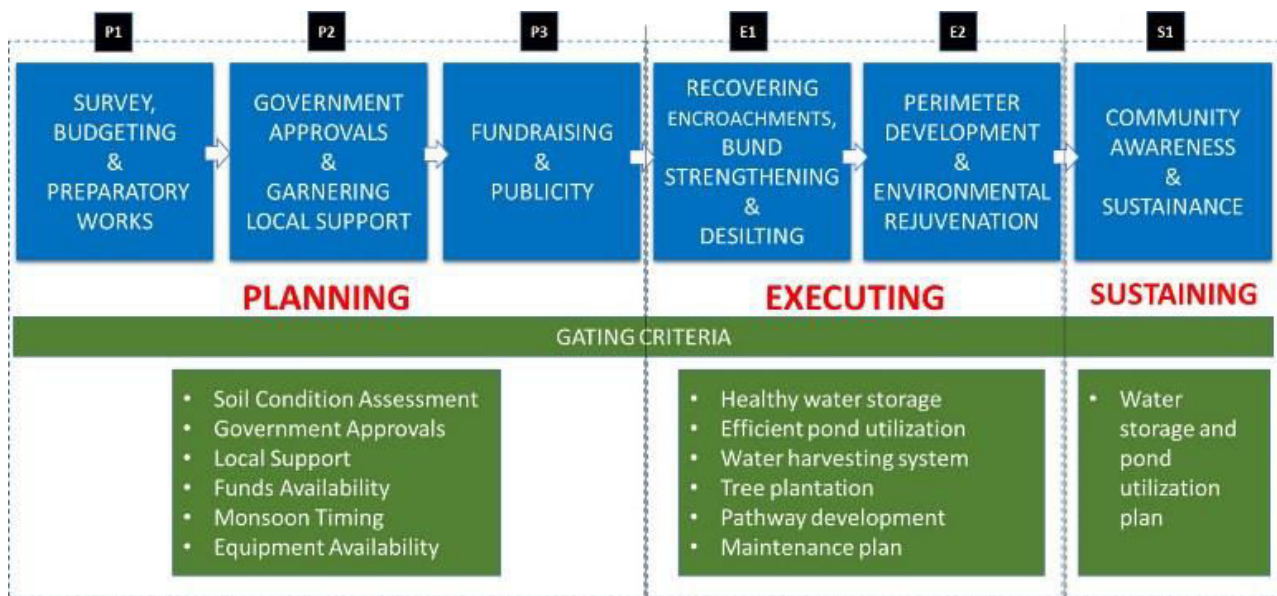 P1
P2
P3
E1
E2
S1
SURVEY,
BUDGETING
&
PREPARATORY
WORKS
GOVERNMENT
APPROVALS
&
GARNERING
LOCAL SUPPORT
FUNDRAISING
&
PUBLICITY
RECOVERING
ENCROACHMENTS,
BUND
STRENGTHENING
&
DESILTING
PERIMETER
DEVELOPMENT
&
ENVIRONMENTAL
REJUVENATION
COMMUNITY
AWARENESS
&
SUSTAINANCE
PLANNING
EXECUTING
SUSTAINING
GATING CRITERIA
• Soil Condition Assessment
• Government Approvals
• Local Support
• Funds Availability
• Monsoon Timing
• Equipment Availability
• Healthy water storage
• Efficient pond utilization
• Water harvesting system
• Tree plantation
• Pathway development
• Maintenance plan
• Water
storage and
pond
utilization
plan